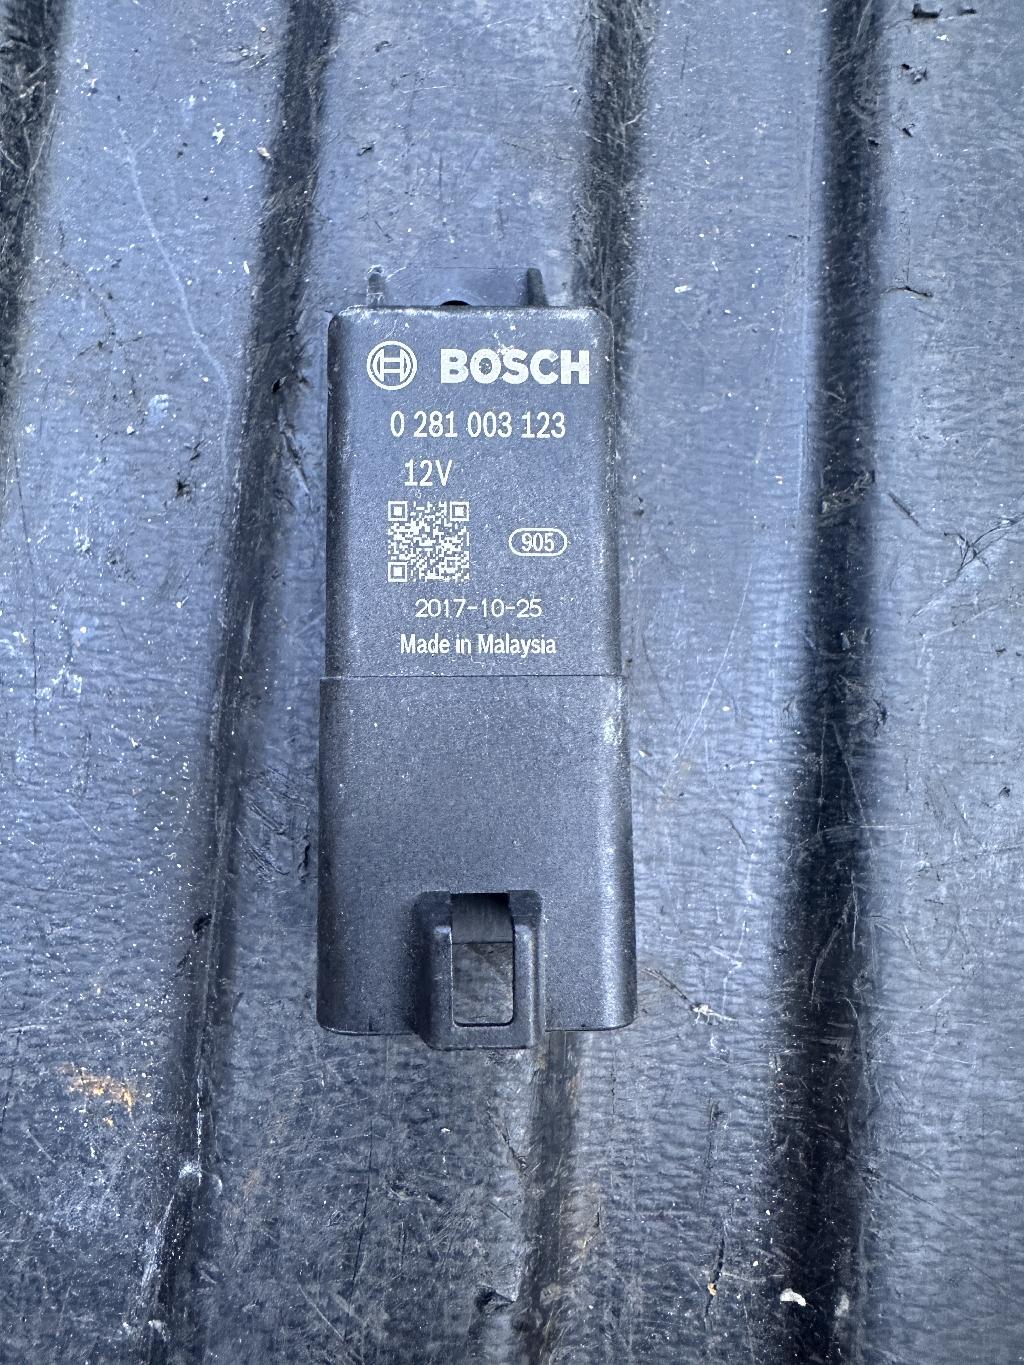 BOSCH
0 281 003 123
12V
905
2017-10-25
Made in Malaysia